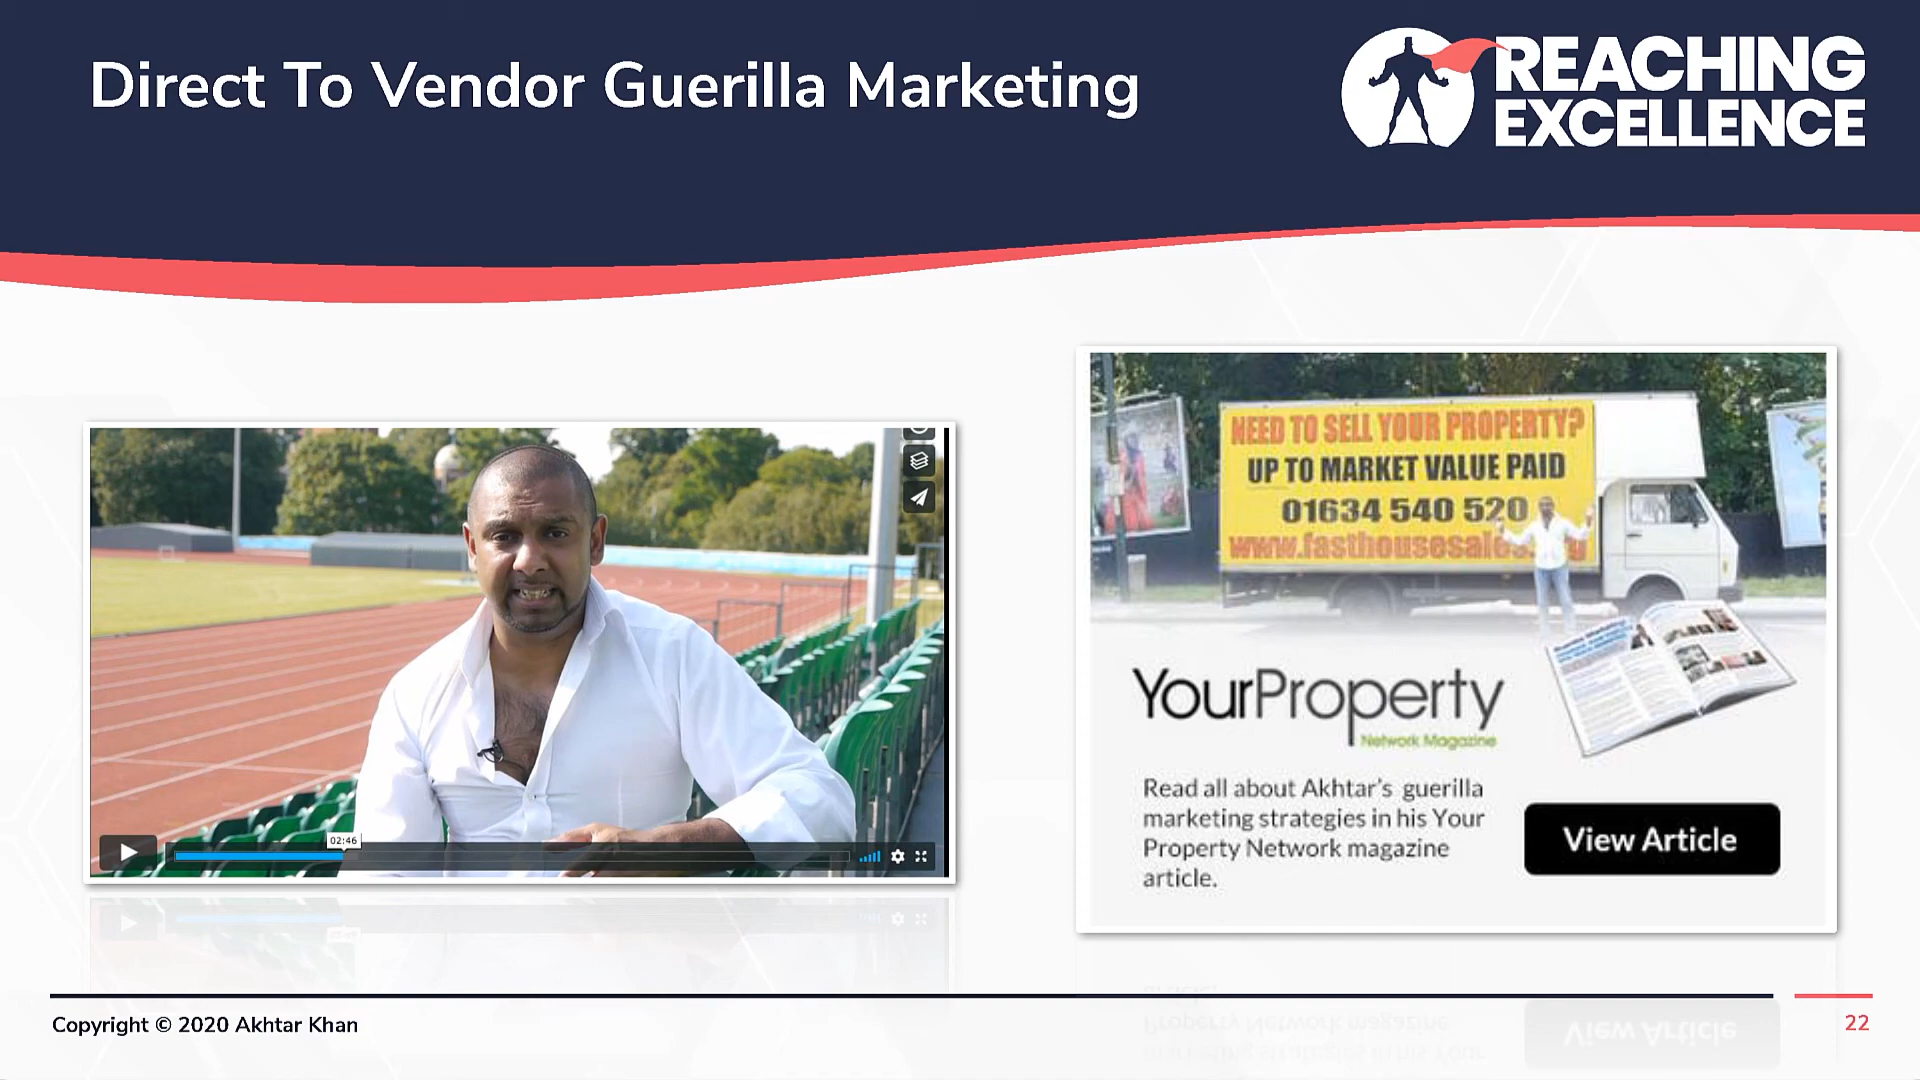 Direct To Vendor Guerilla Marketing
REACHING
EXCELLENCE
NEED TO SELL YOUR PROPERTY?
UP TO MARKET VALUE PAID
01634 540 520
www.fasthousesale
YourProperty
Network Magazine
Read all about Akhtar's guerilla
marketing strategies in his Your
Property Network magazine
article.
View Article
02:46
Copyright © 2020 Akhtar Khan
22